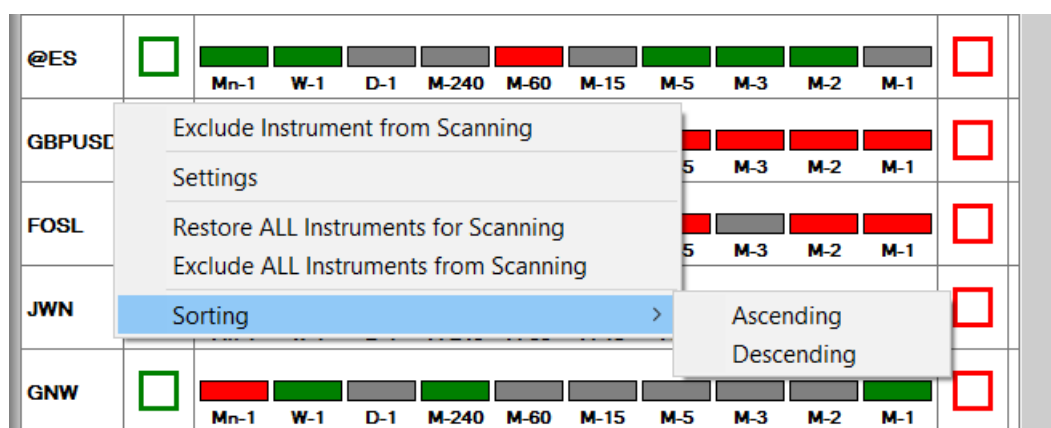 @ES
Mn-1 W-1 D-1 M-240 M-60 M-15 M-5 M-3 M-2 M-1
GBPUSD
Exclude Instrument from Scanning
5 M-3 M-2 M-1
Settings
FOSL
Restore ALL Instruments for Scanning
5 M-3 M-2 M-1
Exclude ALL Instruments from Scanning
JWN
Sorting >
Ascending
Descending
GNW
Mn-1 W-1 D-1 M-240 M-60 M-15 M-5 M-3 M-2 M-1